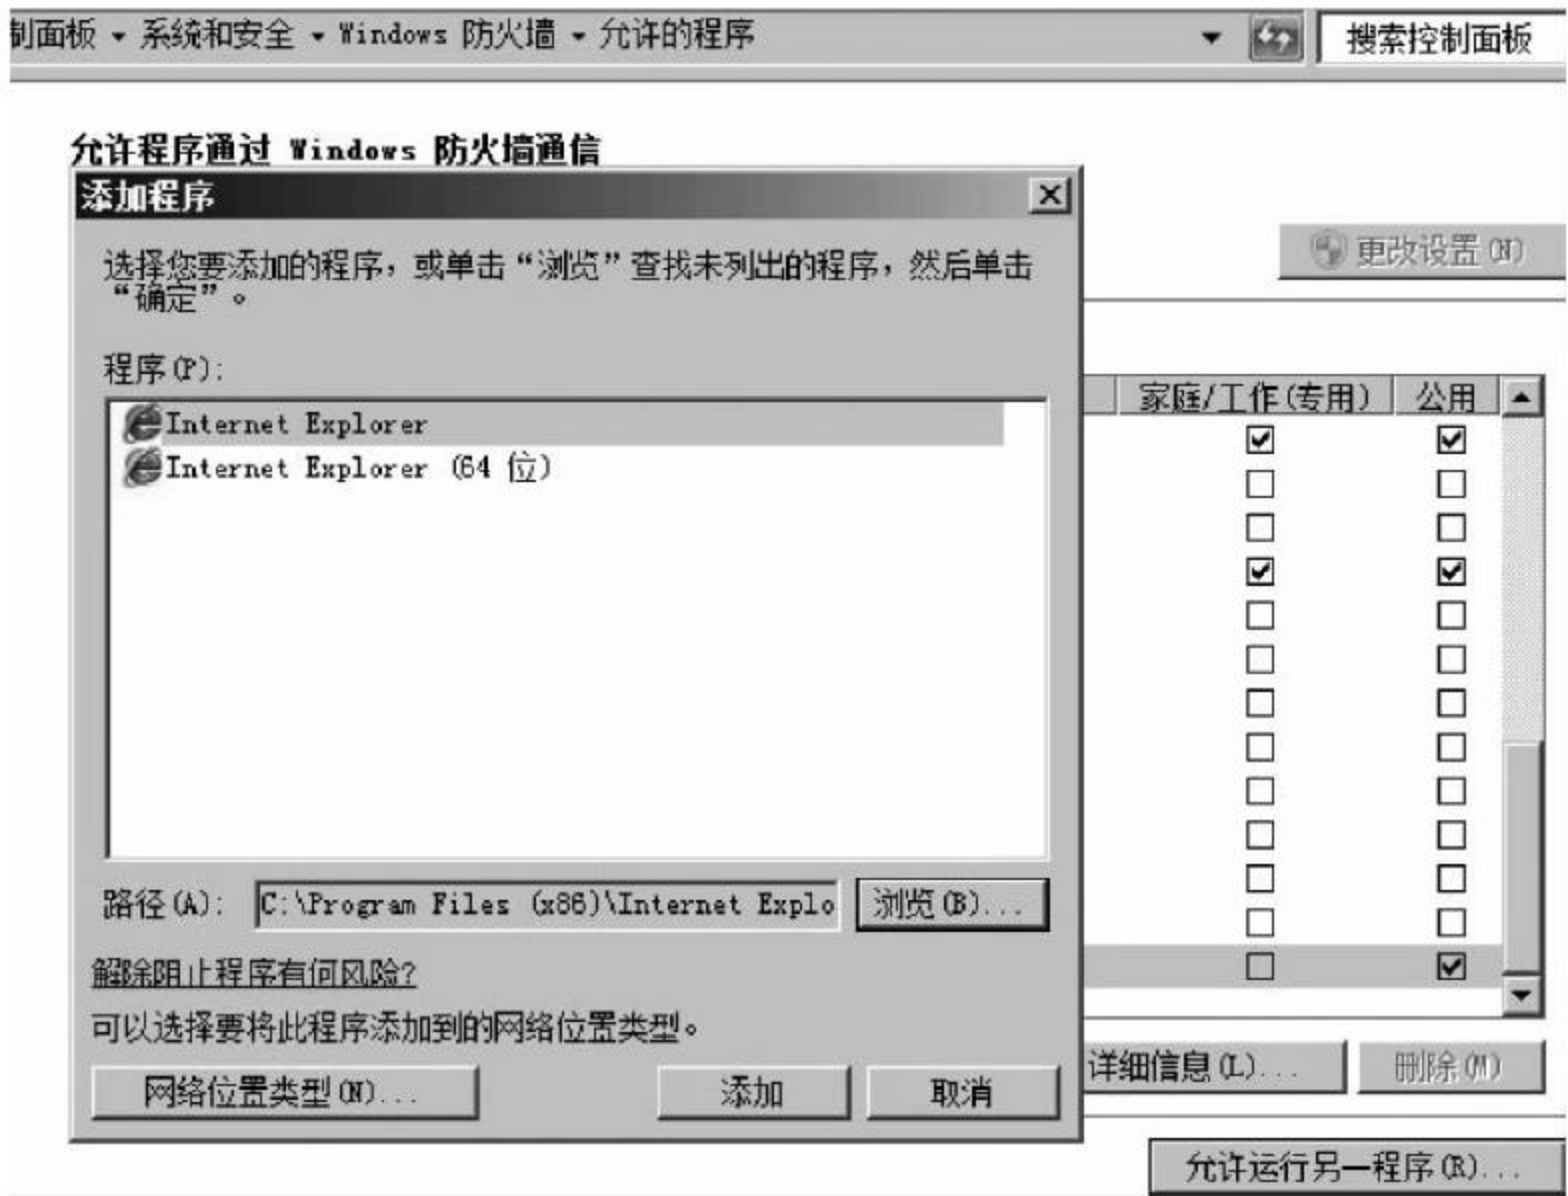 制面板 ▾ 系统和安全 ▾ Windows 防火墙 ▾ 允许的程序
搜索控制面板
允许程序通过 Windows 防火墙通信
添加程序
选择您要添加的程序，或单击“浏览”查找未列出的程序，然后单击
“确定”。
更改设置(N)
程序(P):
家庭/工作(专用) 公用
Internet Explorer
Internet Explorer (64 位)
路径(A): C:\Program Files (x86)\Internet Explo 浏览(B)...
解除阻止程序有何风险?
可以选择要将此程序添加到的网络位置类型。
网络位置类型(N)... 添加 取消
详细信息(L)... 删除(M)
允许运行另一程序(R)...